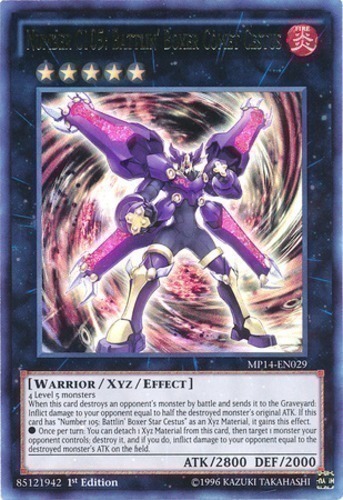 Number C105: Battlin' Boxer Comet Cestus
FIRE
炎
MP14-EN029
[Warrior / Xyz / Effect]
4 Level 5 monsters
When this card destroys an opponent's monster by battle and sends it to the Graveyard:
Inflict damage to your opponent equal to half the destroyed monster's original ATK. If this
card has "Number 105: Battlin' Boxer Star Cestus" as an Xyz Material, it gains this effect.
● Once per turn: You can detach 1 Xyz Material from this card, then target 1 monster your
opponent controls; destroy it, and if you do, inflict damage to your opponent equal to the
destroyed monster's ATK on the field.
ATK/2800 DEF/2000
85121942 1st Edition ©1996 KAZUKI TAKAHASHI